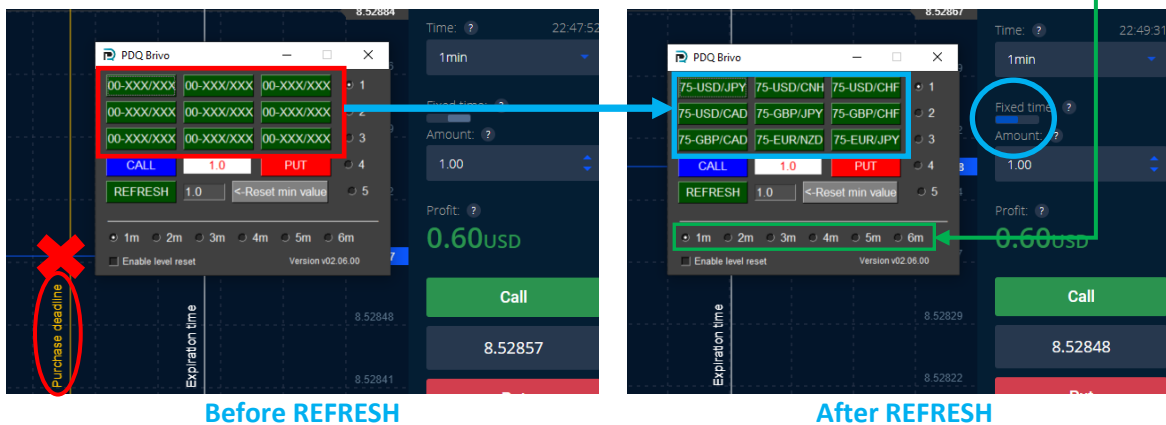 8.52884
Time: ?
22:47:52
PDQ Brivo
1min
00-XXX/XXX 00-XXX/XXX 00-XXX/XXX
1
00-XXX/XXX 00-XXX/XXX 00-XXX/XXX
2
Fixed time: ?
00-XXX/XXX 00-XXX/XXX 00-XXX/XXX
3
Amount: ?
CALL 1.0 PUT
4
1.00
REFRESH 1.0 <-Reset min value
5
Profit: ?
1m 2m 3m 4m 5m 6m
0.60USD
Enable level reset
Version v02.06.00
7
Purchase deadline
Expiration time
Call
8.52848
8.52857
8.52841
Before REFRESH
8.52867
Time: ?
22:49:31
PDQ Brivo
1min
75-USD/JPY 75-USD/CNH 75-USD/CHF
1
75-USD/CAD 75-GBP/JPY 75-GBP/CHF
2
Fixed time: ?
75-GBP/CAD 75-EUR/NZD 75-EUR/JPY
3
Amount: ?
CALL 1.0 PUT
4
8
1.00
REFRESH 1.0 <-Reset min value
5
Profit: ?
1m 2m 3m 4m 5m 6m
0.60USD
Enable level reset
Version v02.06.00
Expiration time
Call
8.52829
8.52848
8.52822
After REFRESH